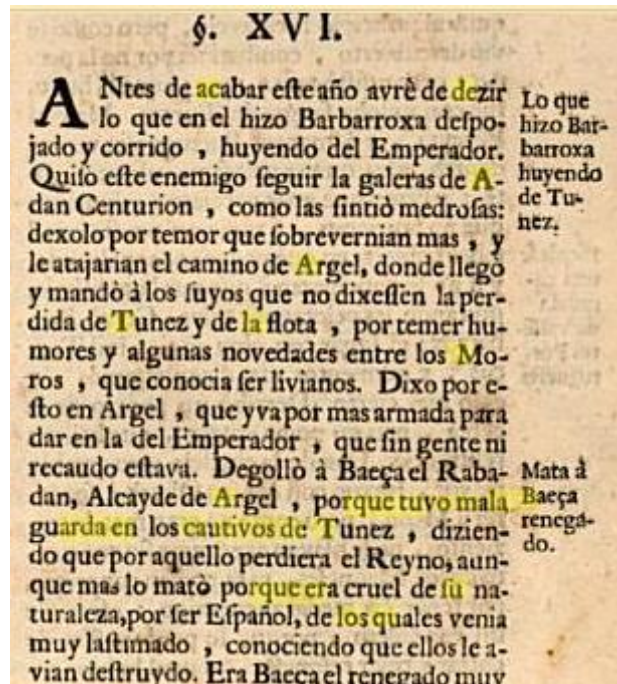 §. XVI.
ANtes de acabar eſte año avrè de dezir
lo que en el hizo Barbarroxa deſpo-
jado y corrido , huyendo del Emperador.
Quiſo eſte enemigo ſeguir la galeras de A-
dan Centurion , como las ſintiò medroſas:
dexolo por temor que ſobrevernian mas , y
le atajarian el camino de Argel, donde llegò
y mandò à los ſuyos que no dixeſſen la per-
dida de Tunez y de la flota , por temer hu-
mores y algunas novedades entre los Mo-
ros , que conocia ſer livianos. Dixo por e-
ſto en Argel , que yva por mas armada para
dar en la del Emperador , que ſin gente ni
recaudo eſtava. Degollò à Baeça el Raba-
dan, Alcayde de Argel , porque tuvo mala
guarda en los cautivos de Tunez , dizien-
do que por aquello perdiera el Reyno, aun-
que mas lo matò porque era cruel de ſu na-
turaleza,por ſer Eſpañol, de los quales venia
muy laſtimado , conociendo que ellos le a-
vian deſtruydo. Era Baeça el renegado muy
Lo que
hizo Bar-
barroxa
huyendo
de Tu-
nez.
Mata à
Baeça
renega-
do.